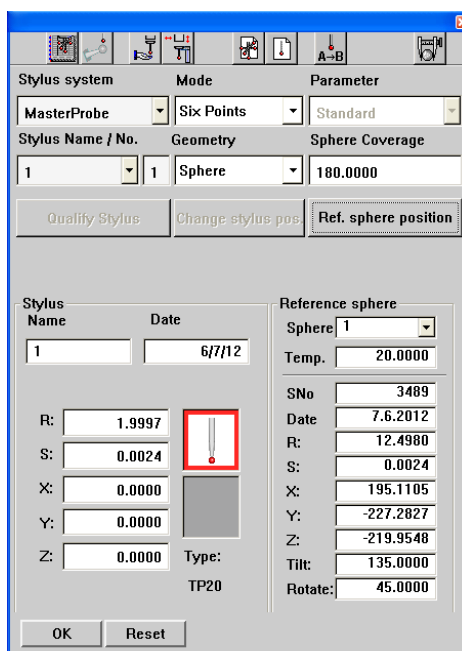 A→B
Stylus system Mode Parameter
MasterProbe Six Points Standard
Stylus Name / No. Geometry Sphere Coverage
1 1 Sphere 180.0000
Qualify Stylus Change stylus pos. Ref. sphere position
Stylus
Name Date
1 6/7/12
R: 1.9997
S: 0.0024
X: 0.0000
Y: 0.0000
Z: 0.0000 Type:
TP20
Reference sphere
Sphere 1
Temp. 20.0000
SNo 3489
Date 7.6.2012
R: 12.4980
S: 0.0024
X: 195.1105
Y: -227.2827
Z: -219.9548
Tilt: 135.0000
Rotate: 45.0000
OK Reset